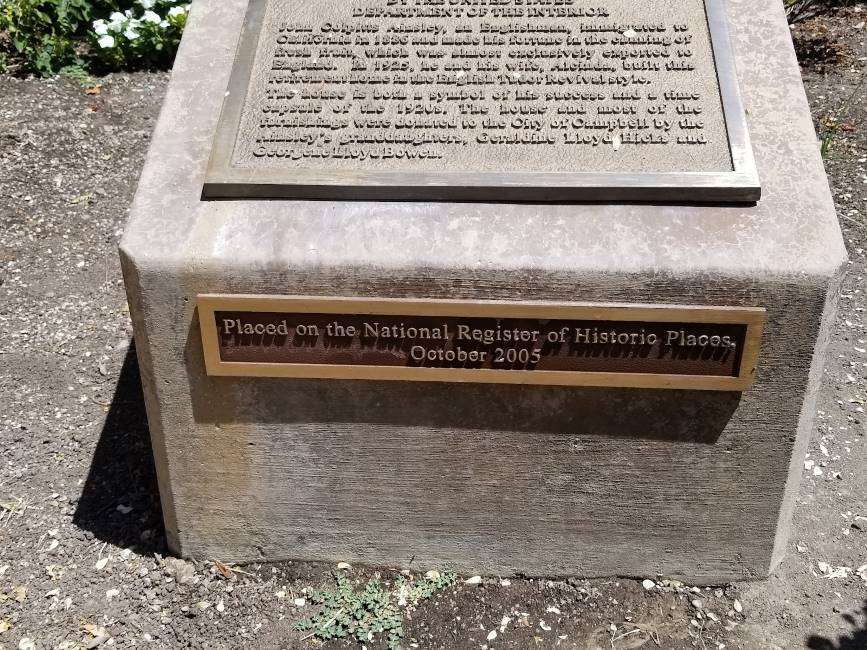 BY THE UNITED STATES
DEPARTMENT OF THE INTERIOR
John Colpitts Ainsley, an Englishman, immigrated to
California in 1886 and made his fortune in the canning of
fresh fruit, which was almost exclusively exported to
England. In 1925, he and his wife, Alcinda, built this
retirement home in the English Tudor Revival style.
The house is both a symbol of his success and a time
capsule of the 1920s. The house and most of the
furnishings were donated to the City of Campbell by the
Ainsley's granddaughters, Geraldine Lloyd Hicks and
Georgene Lloyd Bowen.
Placed on the National Register of Historic Places,
October 2005